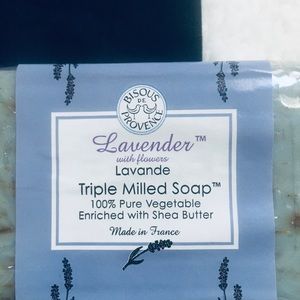 BISOUS
DE
PROVENCE
Lavender™
with flowers
Lavande
Triple Milled Soap™
100% Pure Vegetable
Enriched with Shea Butter
Made in France